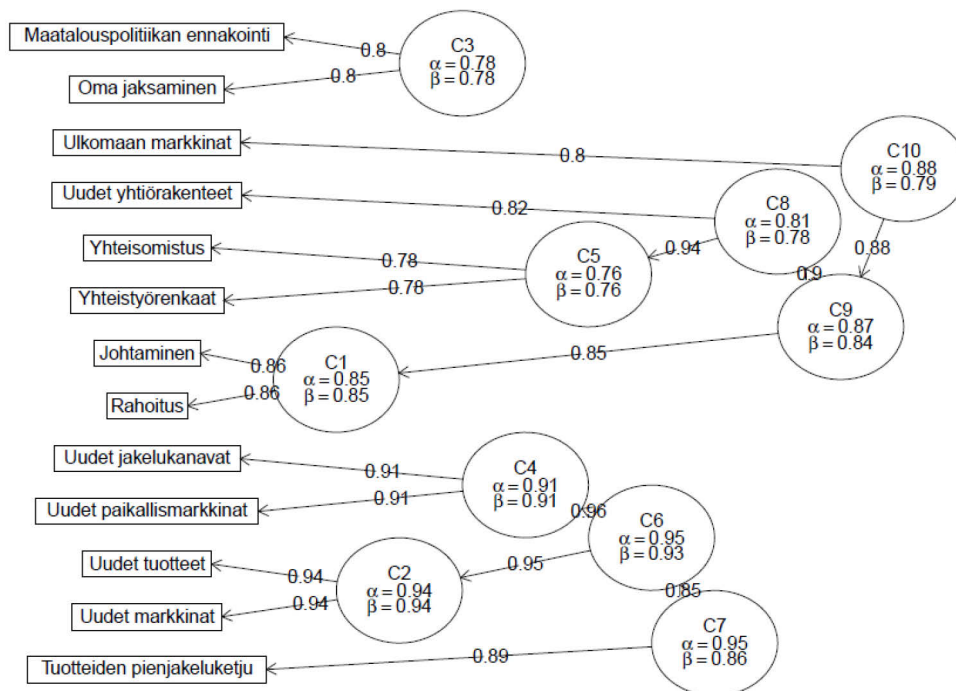 Maatalouspolitiikan ennakointi
0.8
C3
α = 0.78
β = 0.78
Oma jaksaminen
0.8
Ulkomaan markkinat
0.8
C10
α = 0.88
β = 0.79
Uudet yhtiörakenteet
0.82
C8
α = 0.81
β = 0.78
0.94
0.88
Yhteisomistus
0.78
C5
α = 0.76
β = 0.76
0.9
Yhteistyörenkaat
0.78
C9
α = 0.87
β = 0.84
Johtaminen
0.86
C1
α = 0.85
β = 0.85
0.85
Rahoitus
0.86
Uudet jakelukanavat
0.91
C4
α = 0.91
β = 0.91
Uudet paikallismarkkinat
0.91
0.96
C6
α = 0.95
β = 0.93
Uudet tuotteet
0.94
C2
α = 0.94
β = 0.94
0.95
0.85
Uudet markkinat
0.94
C7
α = 0.95
β = 0.86
Tuotteiden pienjakeluketju
0.89